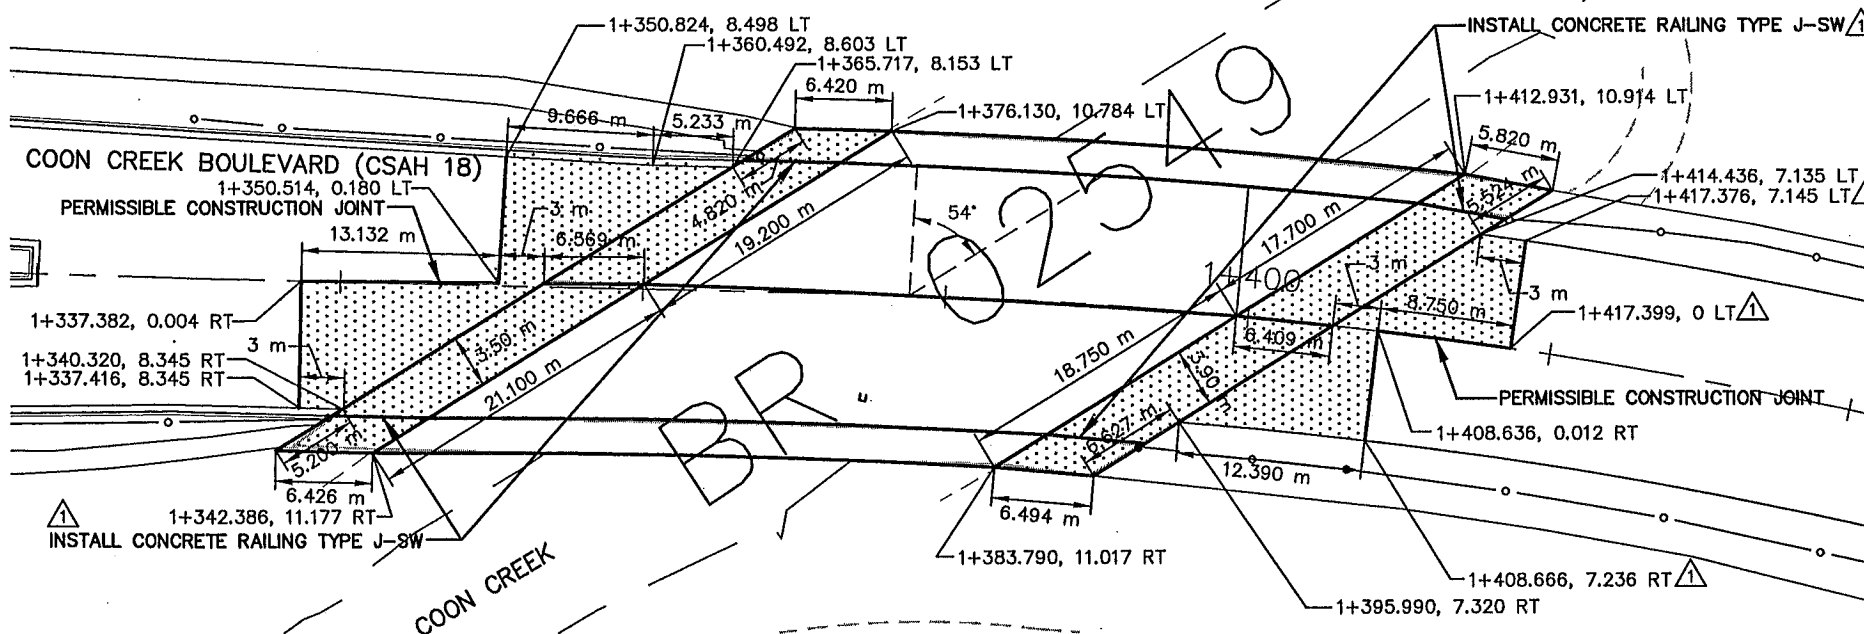 1+350.824, 8.498 LT
INSTALL CONCRETE RAILING TYPE J-SW 1
1+360.492, 8.603 LT
1+365.717, 8.153 LT
6.420 m
1+376.130, 10.784 LT
1+412.931, 10.914 LT
9.666 m
5.233 m
5.820 m
COON CREEK BOULEVARD (CSAH 18)
1+350.514, 0.180 LT
PERMISSIBLE CONSTRUCTION JOINT
1+414.436, 7.135 LT
1+417.376, 7.145 LT
5.524 m
4.820 m
3 m
13.132 m
6.569 m
19.200 m
54°
02549
17.700 m
1+400
3 m
8.750 m
3 m
1+417.399, 0 LT 1
1+337.382, 0.004 RT
1+340.320, 8.345 RT
1+337.416, 8.345 RT
3 m
3.50 m
21.100 m
18.750 m
6.409 m
3.90 m
PERMISSIBLE CONSTRUCTION JOINT
BR
1+408.636, 0.012 RT
5.200 m
6.627 m
12.390 m
6.426 m
6.494 m
1
1+342.386, 11.177 RT
INSTALL CONCRETE RAILING TYPE J-SW
1+383.790, 11.017 RT
1+408.666, 7.236 RT 1
1+395.990, 7.320 RT
COON CREEK